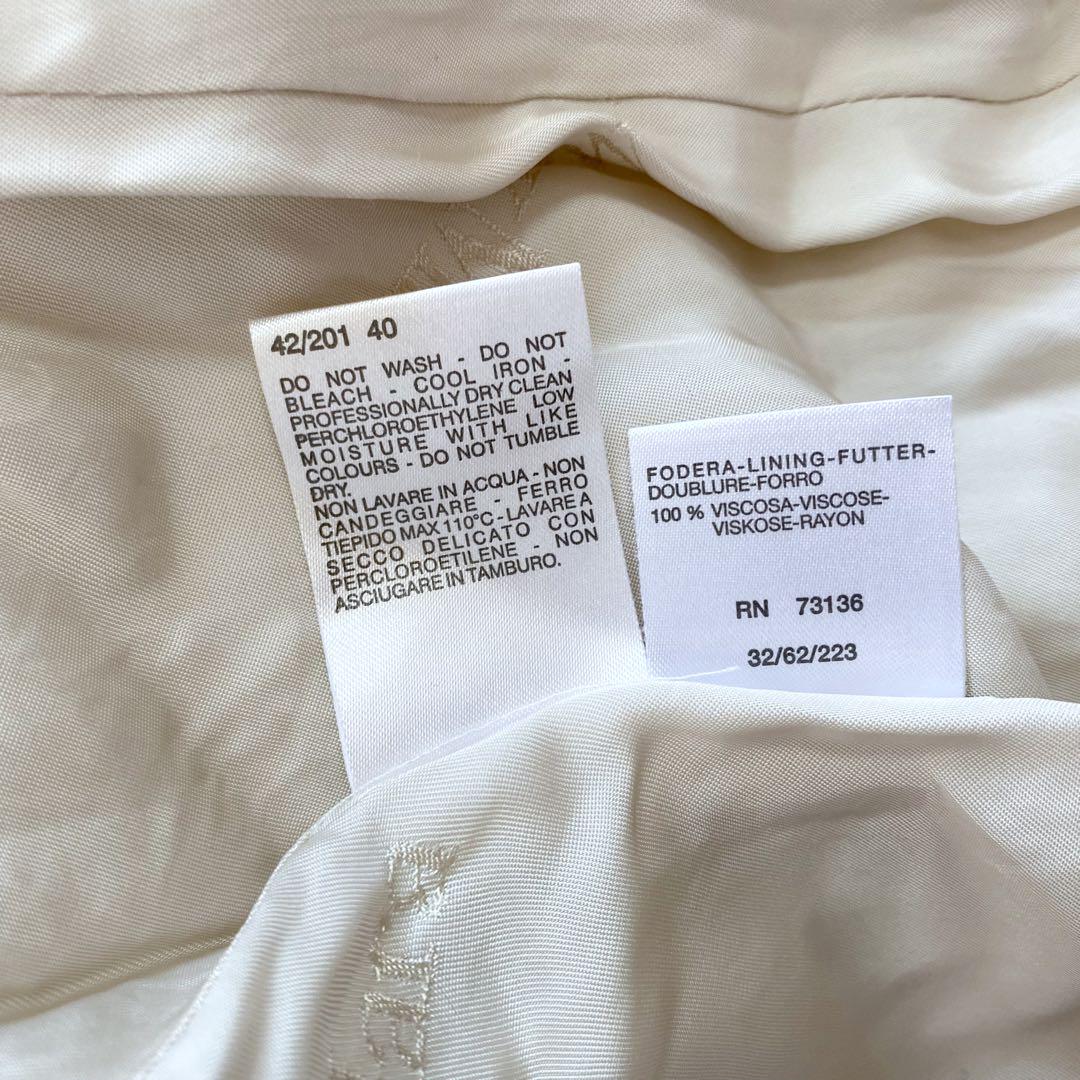 42/201 40
DO NOT WASH - DO NOT
BLEACH - COOL IRON -
PROFESSIONALLY DRY CLEAN
PERCHLOROETHYLENE LOW
MOISTURE WITH LIKE
COLOURS - DO NOT TUMBLE
DRY.
NON LAVARE IN ACQUA - NON
CANDEGGIARE - FERRO
TIEPIDO MAX 110°C - LAVARE A
SECCO DELICATO CON
PERCLOROETILENE - NON
ASCIUGARE IN TAMBURO.
FODERA-LINING-FUTTER-
DOUBLURE-FORRO
100 % VISCOSA-VISCOSE-
VISKOSE-RAYON
RN 73136
32/62/223